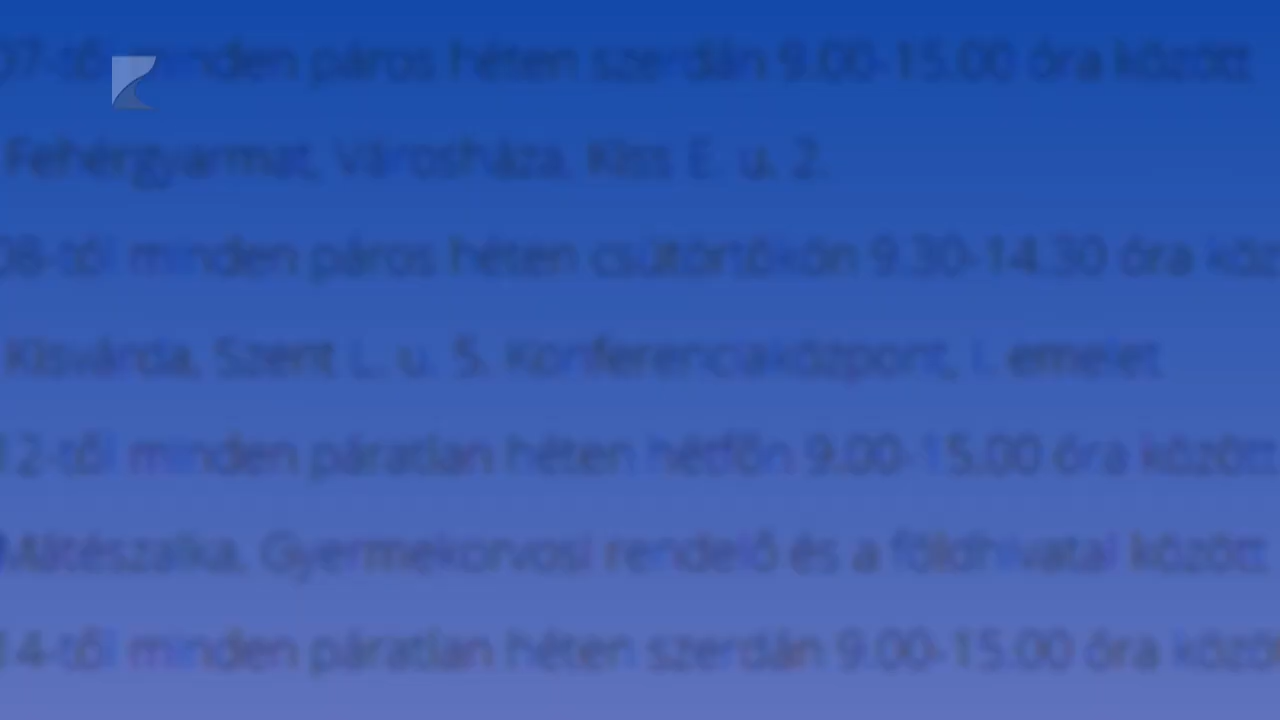 07-től minden páros héten szerdán 9.00-15.00 óra között
Fehérgyarmat, Városháza, Kiss E. u. 2.
08-tól minden páros héten csütörtökön 9.30-14.30 óra
Kisvárda, Szent L. u. 5. Konferenciaközpont, I. emelet
12-től minden páratlan héten hétfőn 9.00-15.00 óra között
Mátészalka, Gyermekorvosi rendelő és a földhivatal között
14-től minden páratlan héten szerdán 9.00-15.00 óra